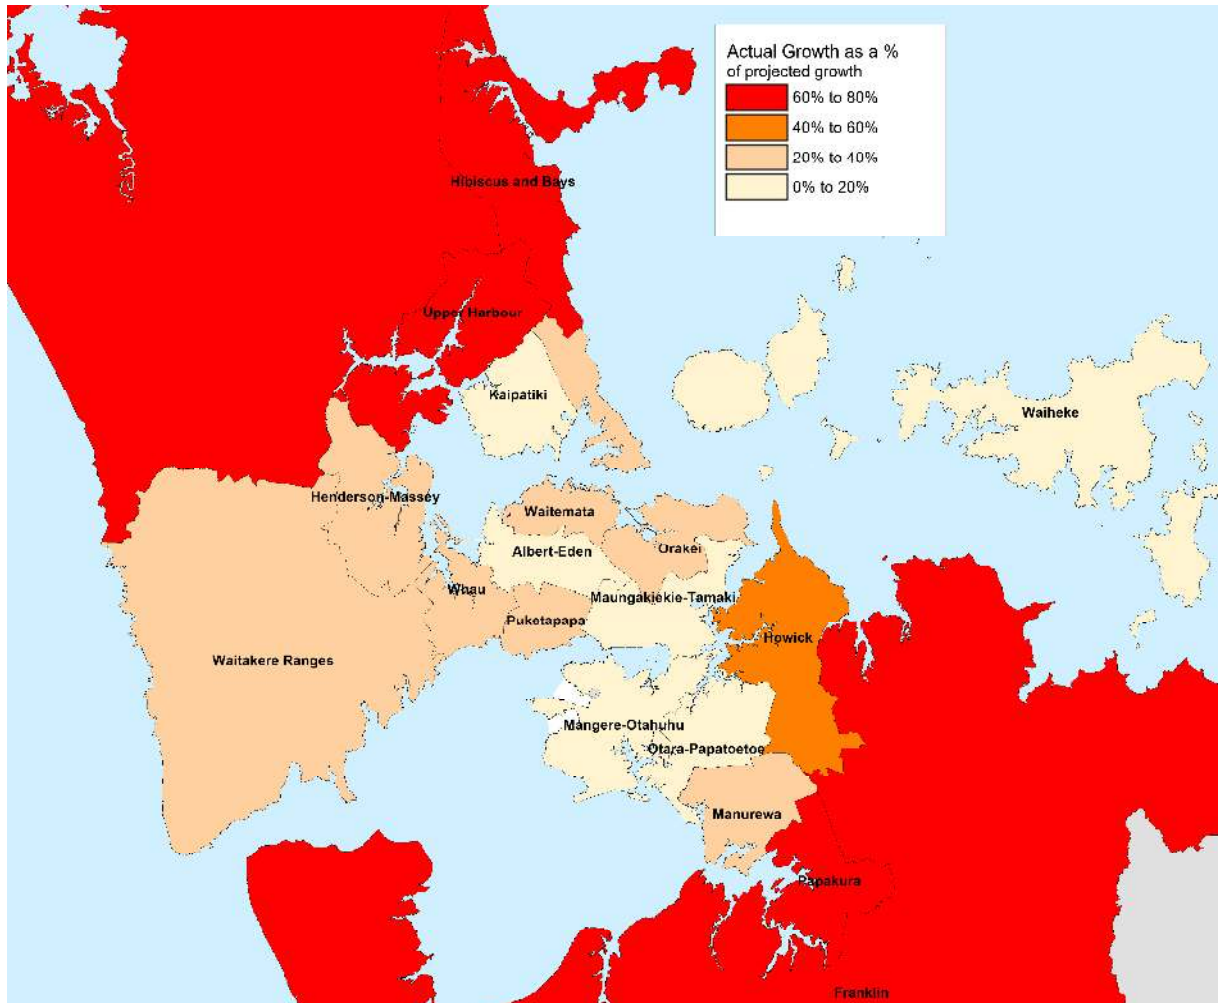 Actual Growth as a %
of projected growth
60% to 80%
40% to 60%
20% to 40%
0% to 20%
Hibiscus and Bays
Upper Harbour
Kaipatiki
Waiheke
Henderson-Massey
Waitemata
Albert-Eden
Orakei
Whau
Maungakiekie-Tamaki
Puketapapa
Howick
Waitakere Ranges
Mangere-Otahuhu
Otara-Papatoetoe
Manurewa
Papakura
Franklin